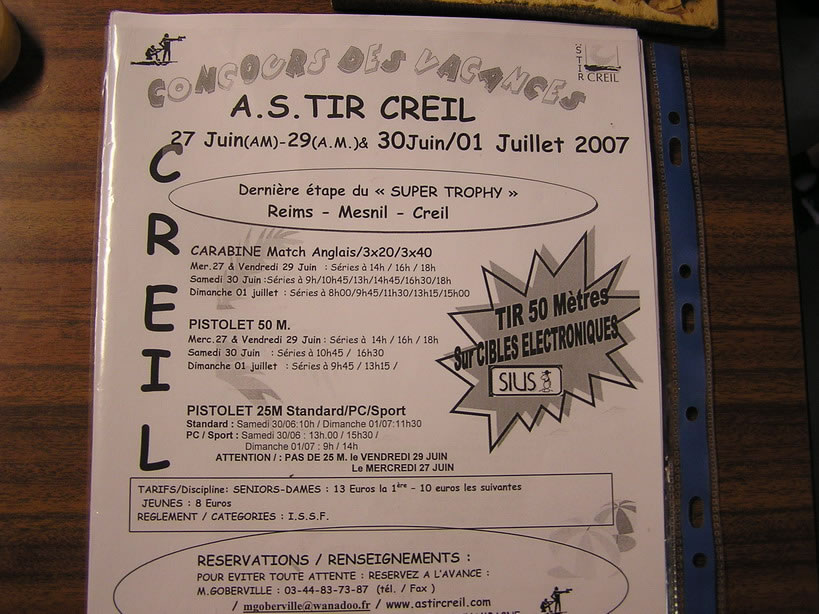 CONCOURS DES VACANCES
S TIR CREIL
A.S.TIR CREIL
27 Juin(AM)-29(A.M.)& 30Juin/01 Juillet 2007
CREIL
Dernière étape du « SUPER TROPHY »
Reims - Mesnil - Creil
CARABINE Match Anglais/3x20/3x40
Mer.27 & Vendredi 29 Juin : Séries à 14h / 16h / 18h
Samedi 30 Juin :Séries à 9h/10h45/13h/14h45/16h30/18h
Dimanche 01 juillet : Séries à 8h00/9h45/11h30/13h15/15h00
TIR 50 Mètres
Sur CIBLES ELECTRONIQUES
SIUS
PISTOLET 50 M.
Merc.27 & Vendredi 29 Juin : Séries à 14h / 16h / 18h
Samedi 30 Juin : Séries à 10h45 / 16h30
Dimanche 01 juillet : Séries à 9h45 / 13h15 /
PISTOLET 25M Standard/PC/Sport
Standard : Samedi 30/06:10h / Dimanche 01/07:11h30
PC / Sport : Samedi 30/06 : 13h.00 / 15h30 /
Dimanche 01/07 : 9h / 14h
ATTENTION / : PAS DE 25 M. le VENDREDI 29 JUIN
Le MERCREDI 27 JUIN
TARIFS/Discipline: SENIORS-DAMES : 13 Euros la 1ère - 10 euros les suivantes
JEUNES : 8 Euros
REGLEMENT / CATEGORIES : I.S.S.F.
RESERVATIONS / RENSEIGNEMENTS :
POUR EVITER TOUTE ATTENTE : RESERVEZ A L'AVANCE :
M.GOBERVILLE : 03-44-83-73-87 (tél. / Fax )
/ mgoberville@wanadoo.fr / www.astircreil.com